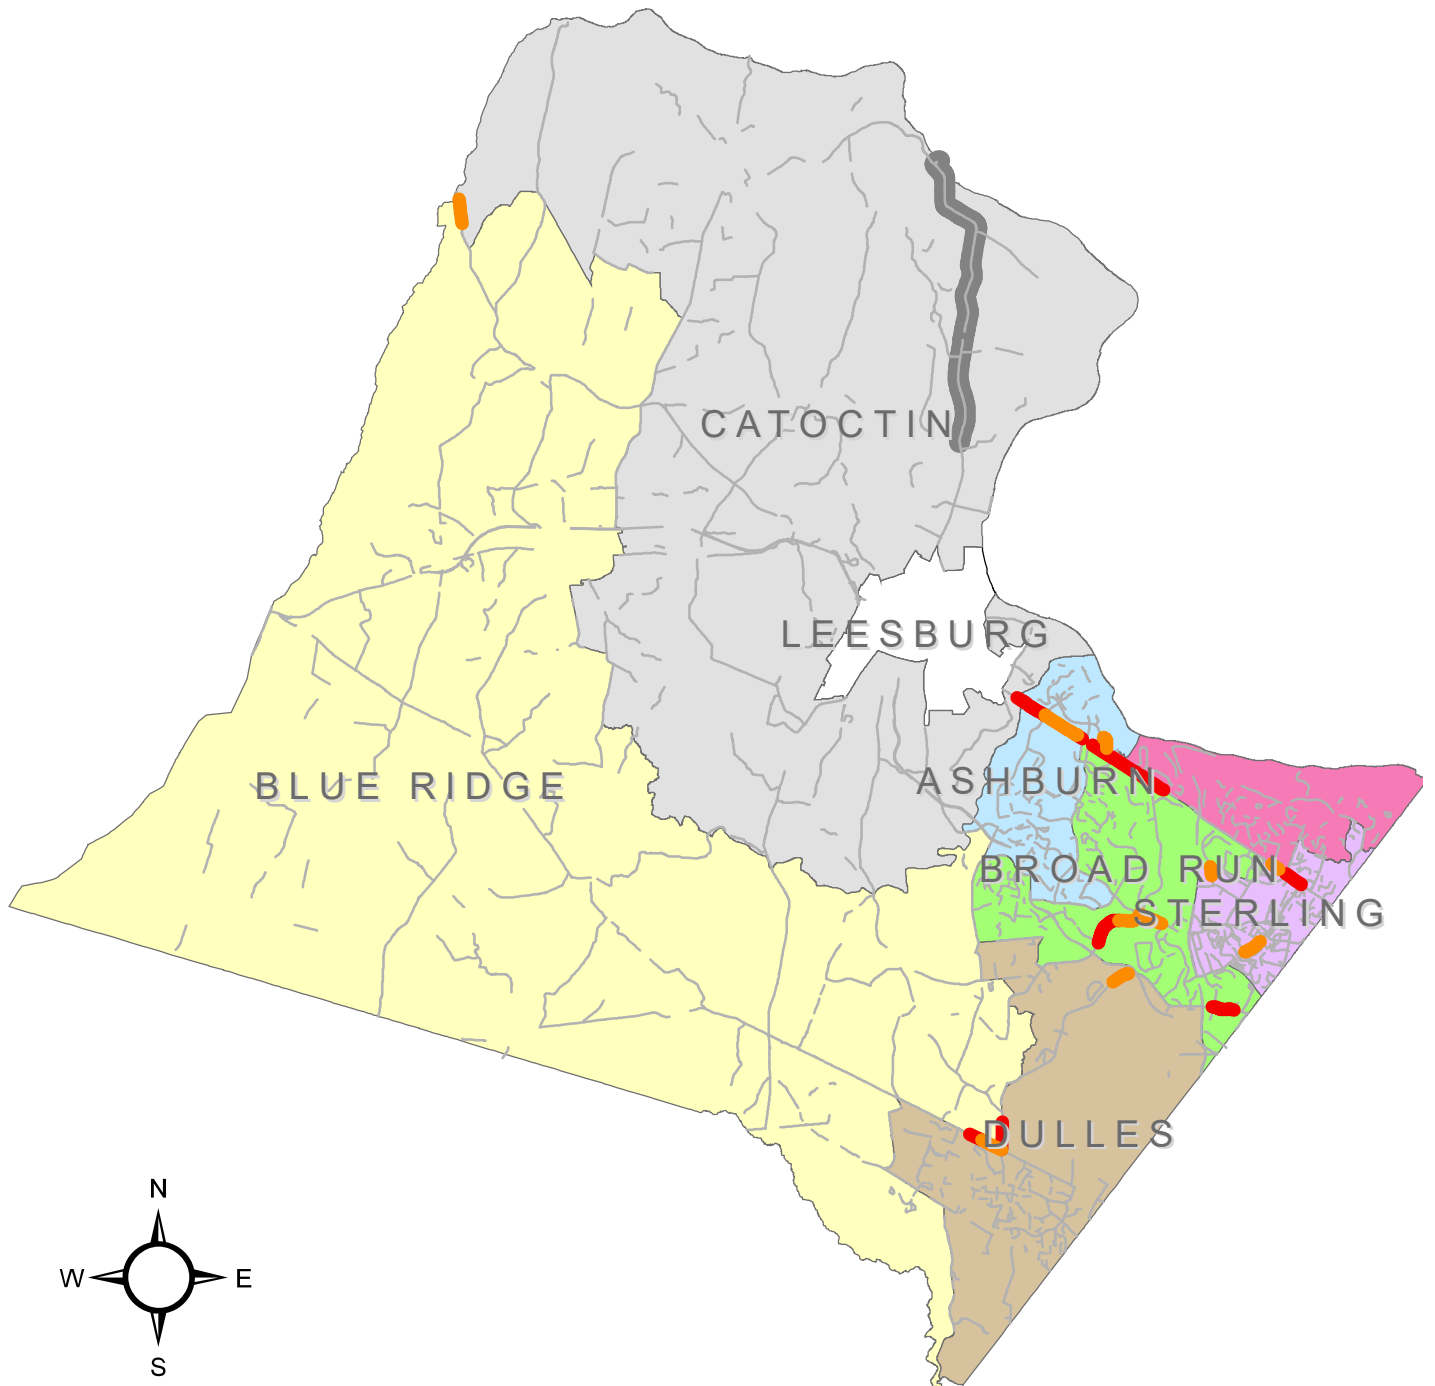 CATOCTIN
LEESBURG
BLUE RIDGE
ASHBURN
BROAD RUN
STERLING
DULLES
N
W E
S